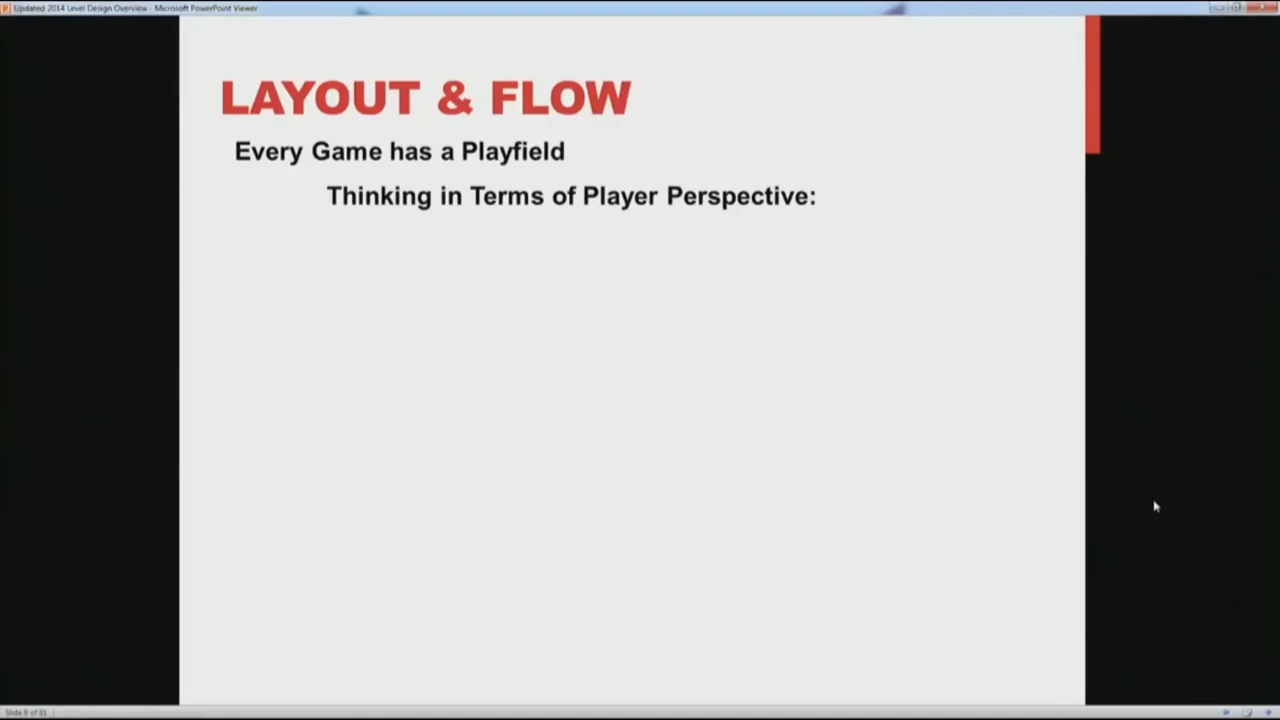 Updated 2014 Level Design Overview - Microsoft PowerPoint Viewer
LAYOUT & FLOW
Every Game has a Playfield
Thinking in Terms of Player Perspective: